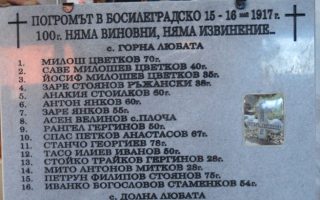 ПОГРОМЪТ В БОСИЛЕГРАДСКО 15 - 16 май 1917 г.
100г. НЯМА ВИНОВНИ, НЯМА ИЗВИНЕНИЕ...
с. ГОРНА ЛЮБАТА
1. МИЛОШ ЦВЕТКОВ 70г.
2. САВЕ МИЛОШЕВ ЦВЕТКОВ 40г.
3. ЙОСИФ МИЛОШЕВ ЦВЕТКОВ 35г.
4. ЗАРЕ СТОЯНОВ РЪЖАНСКИ 38г.
5. АНАКИЯ СТОИЛКОВ 60г.
6. АНТОН ЯНКОВ 60г.
7. ЗАРЕ ЯНКОВ 55г.
8. АСЕН ВЕЛИНОВ с.ПЛОЧА
9. РАНГЕЛ ГЕРГИНОВ 50г.
10. СПАС ПЕТКОВ АНАСТАСОВ 67г.
11. СТАНЧО ГЕОРГИЕВ 78г.
12. ТАСО ИЛИЕВ ИВАНОВ 50г.
13. СТОЙКО ТРАЙКОВ ГЕРГИНОВ 28г.
14. МИТО АНТОНОВ МИТКОВ 28г.
15. ПЕТРУН ФИЛИПОВ СТОЯНОВ 75г.
16. ИВАНКО БОГОСЛОВОВ СТАМЕНКОВ 54г.
с. ДОЛНА ЛЮБАТА